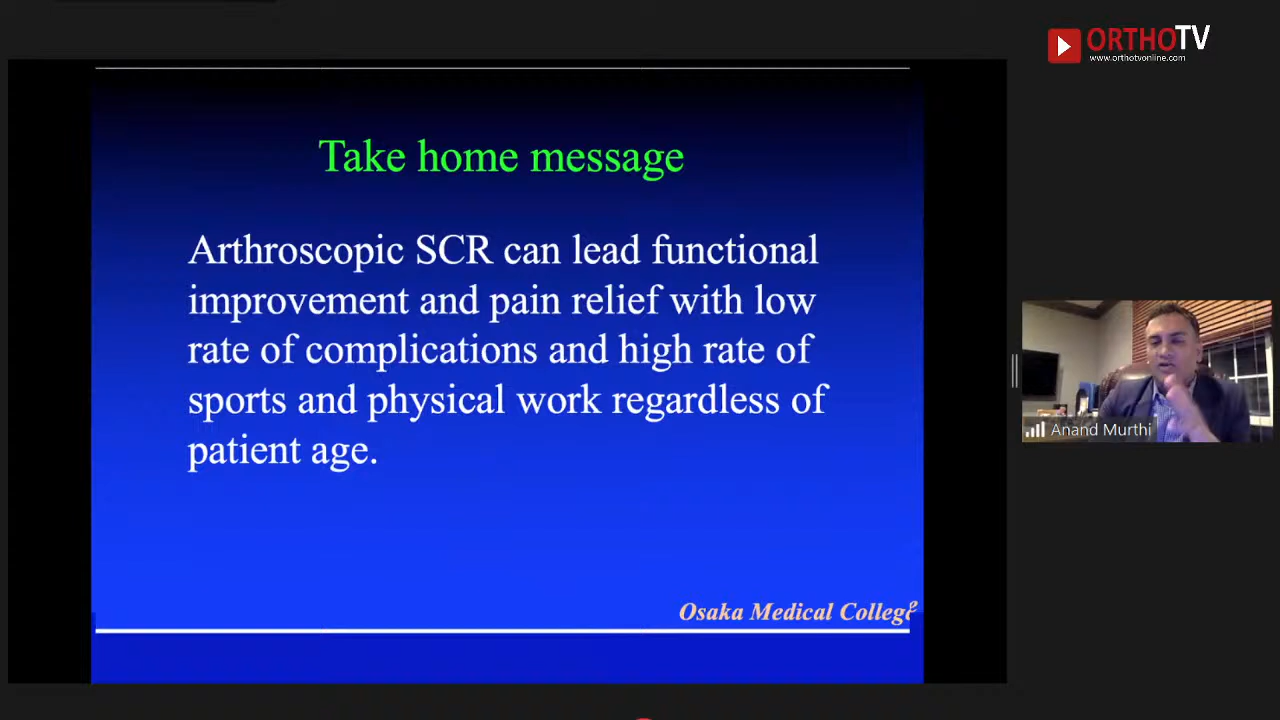 ORTHOTV
www.orthotvonline.com
Take home message
Arthroscopic SCR can lead functional
improvement and pain relief with low
rate of complications and high rate of
sports and physical work regardless of
patient age.
Anand Murthi
Osaka Medical College